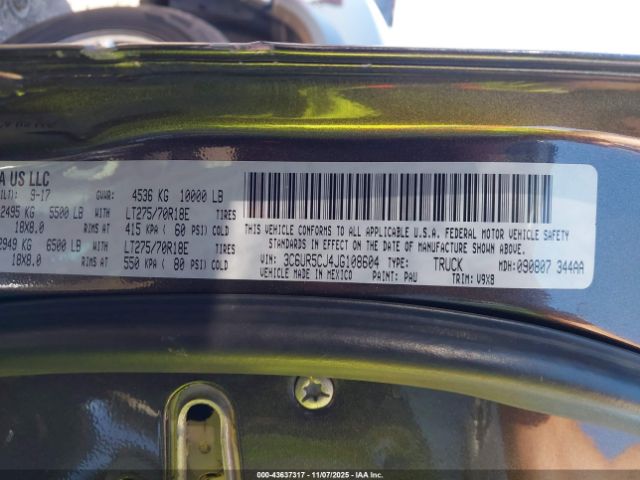 A US LLC
9-17 GVWR: 4536 KG 10000 LB
2495 KG 5500 LB WITH LT275/70R18E TIRES
18X8.0 RIMS AT 415 KPA ( 60 PSI) COLD
2949 KG 6500 LB WITH LT275/70R18E TIRES
18X8.0 RIMS AT 550 KPA ( 80 PSI) COLD
THIS VEHICLE CONFORMS TO ALL APPLICABLE U.S.A. FEDERAL MOTOR VEHICLE SAFETY
STANDARDS IN EFFECT ON THE DATE OF MANUFACTURE SHOWN ABOVE.
VIN: 3C6UR5CJ4JG108604 TYPE: TRUCK MDH: 090807 344AA
VEHICLE MADE IN MEXICO PAINT: PAU TRIM: V9X8
000-43637317 - 11/07/2025 - IAAI.COM